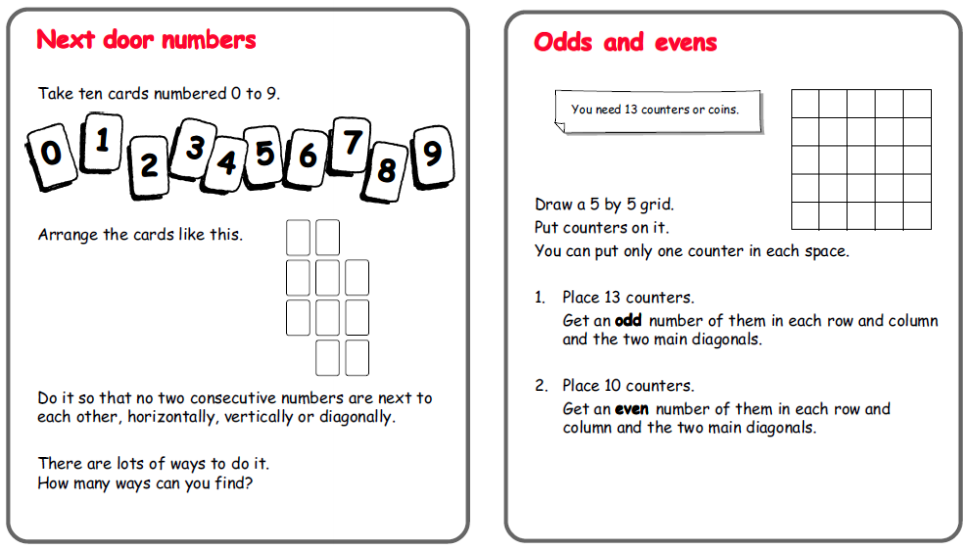 Next door numbers
Take ten cards numbered 0 to 9.
0 1 2 3 4 5 6 7 8 9
Arrange the cards like this.
Do it so that no two consecutive numbers are next to
each other, horizontally, vertically or diagonally.
There are lots of ways to do it.
How many ways can you find?
Odds and evens
You need 13 counters or coins.
Draw a 5 by 5 grid.
Put counters on it.
You can put only one counter in each space.
1. Place 13 counters.
Get an odd number of them in each row and column
and the two main diagonals.
2. Place 10 counters.
Get an even number of them in each row and
column and the two main diagonals.